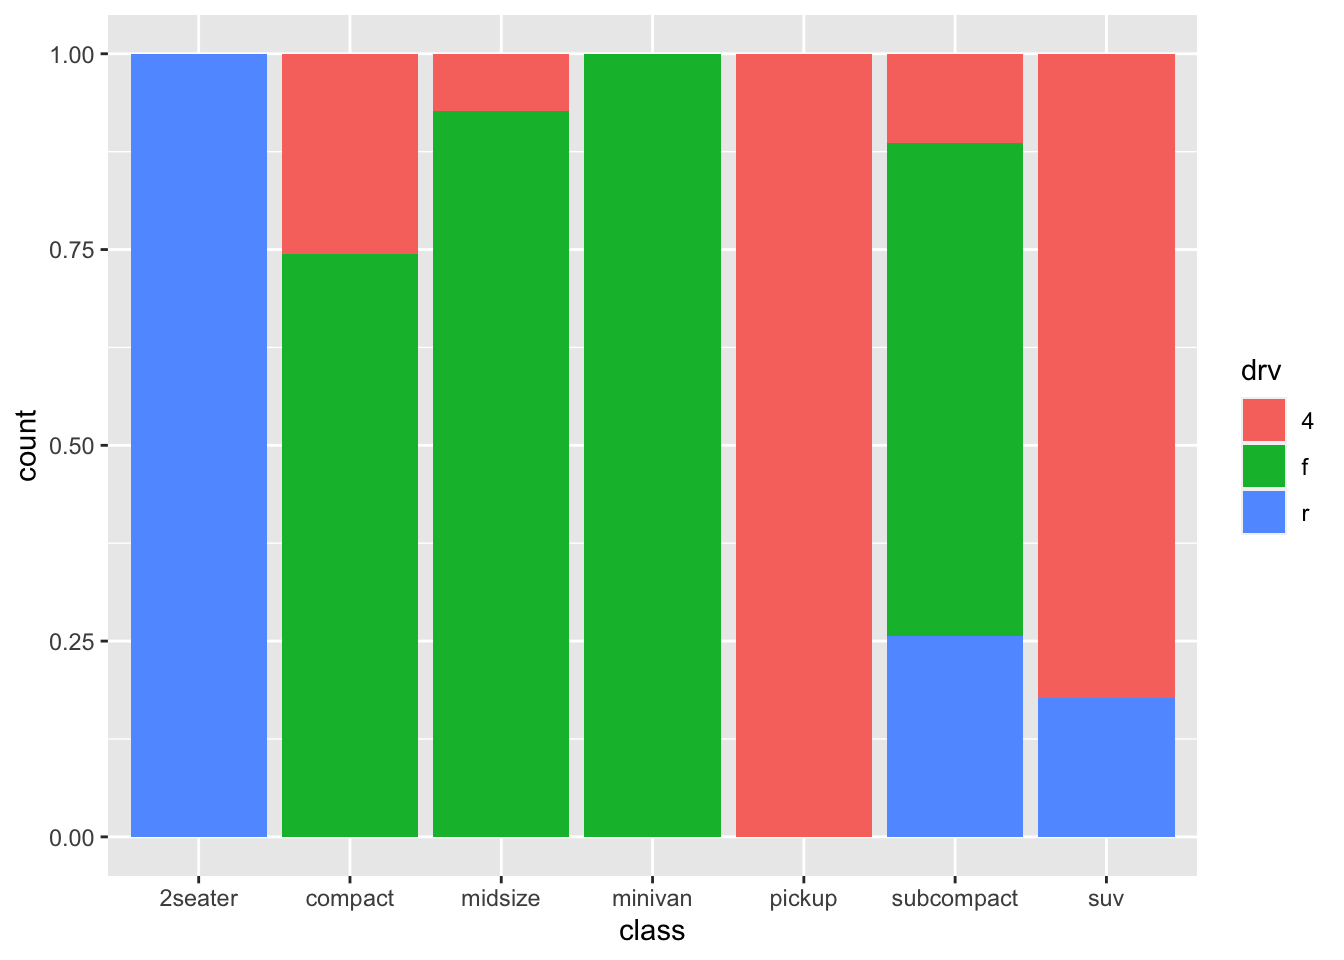 1.00
0.75
0.50
0.25
0.00
count
2seater compact midsize minivan pickup subcompact suv
class
drv
4
f
r